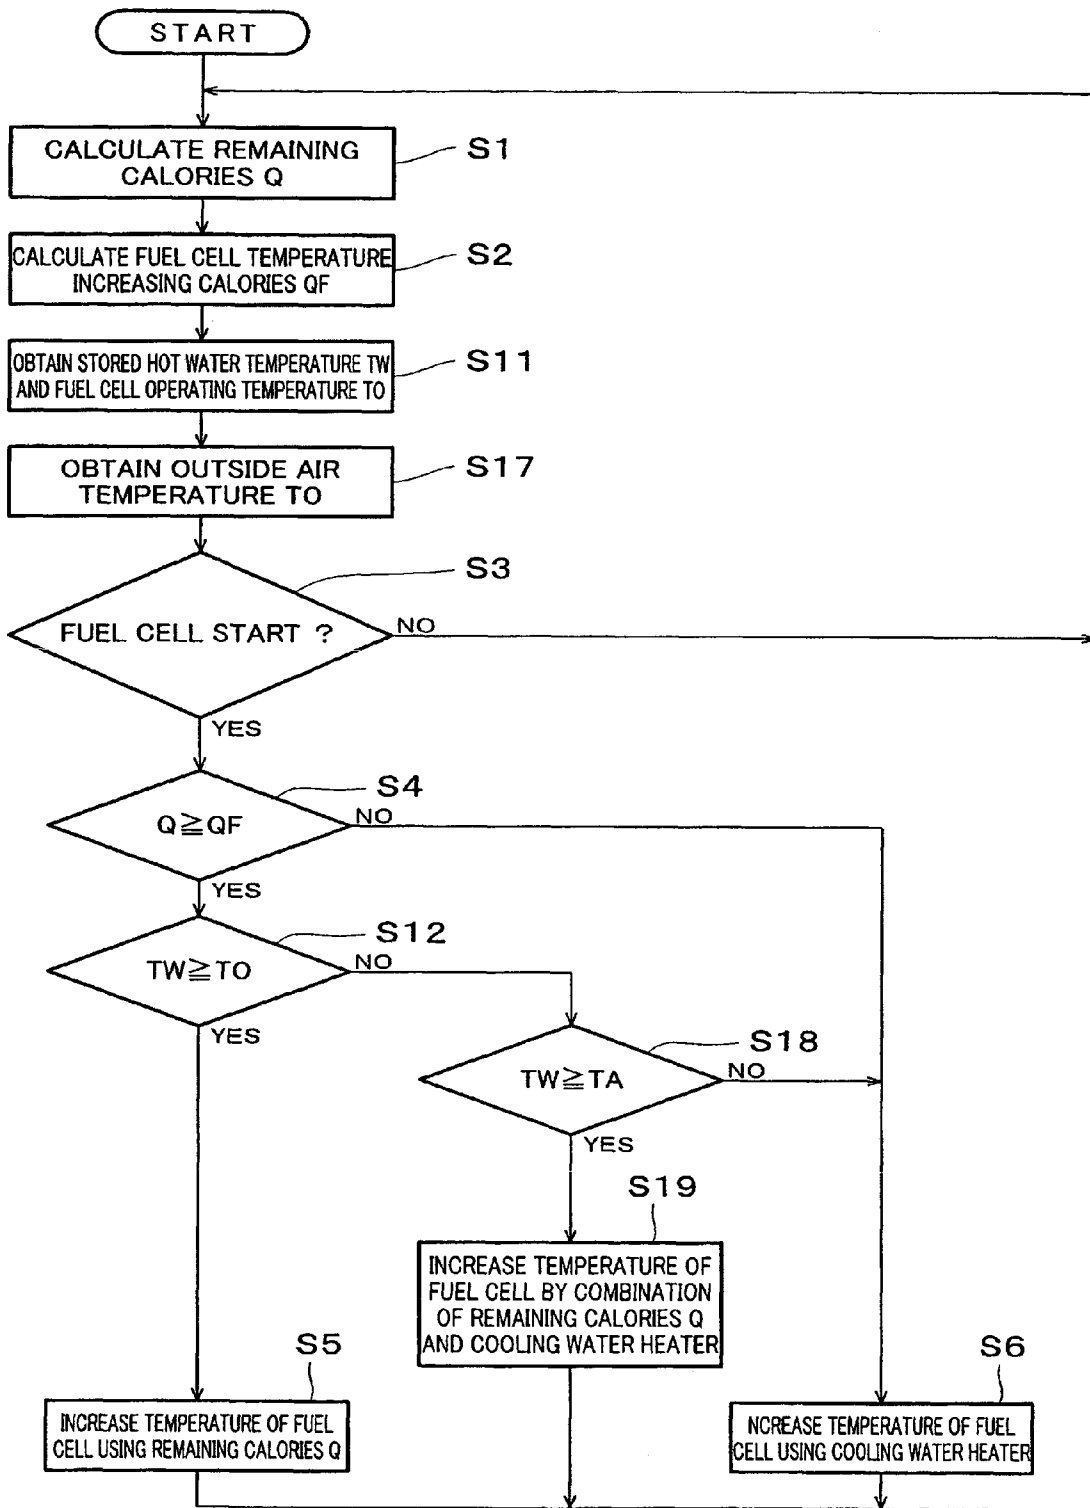 START
CALCULATE REMAINING
CALORIES Q
S1
CALCULATE FUEL CELL TEMPERATURE
INCREASING CALORIES QF
S2
OBTAIN STORED HOT WATER TEMPERATURE TW
AND FUEL CELL OPERATING TEMPERATURE TO
S11
OBTAIN OUTSIDE AIR
TEMPERATURE TO
S17
S3
FUEL CELL START ?
NO
YES
S4
Q≧QF
NO
YES
S12
TW≧TO
NO
YES
S18
TW≧TA
NO
YES
S19
INCREASE TEMPERATURE OF
FUEL CELL BY COMBINATION
OF REMAINING CALORIES Q
AND COOLING WATER HEATER
S5
INCREASE TEMPERATURE OF FUEL
CELL USING REMAINING CALORIES Q
S6
NCREASE TEMPERATURE OF FUEL
CELL USING COOLING WATER HEATER